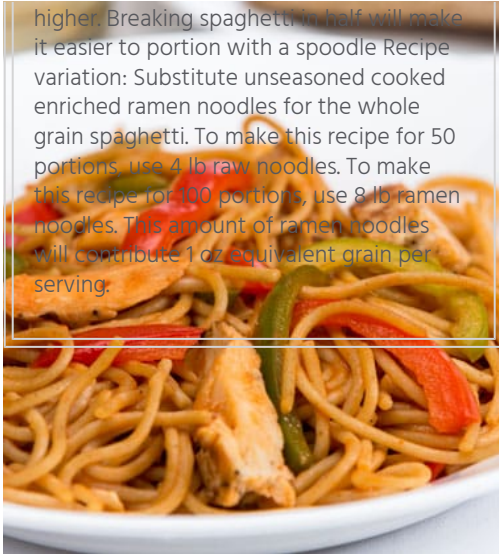 higher. Breaking spaghetti in half will make
it easier to portion with a spoodle Recipe
variation: Substitute unseasoned cooked
enriched ramen noodles for the whole
grain spaghetti. To make this recipe for 50
portions, use 4 lb raw noodles. To make
this recipe for 100 portions, use 8 lb ramen
noodles. This amount of ramen noodles
will contribute 1 oz equivalent grain per
serving.